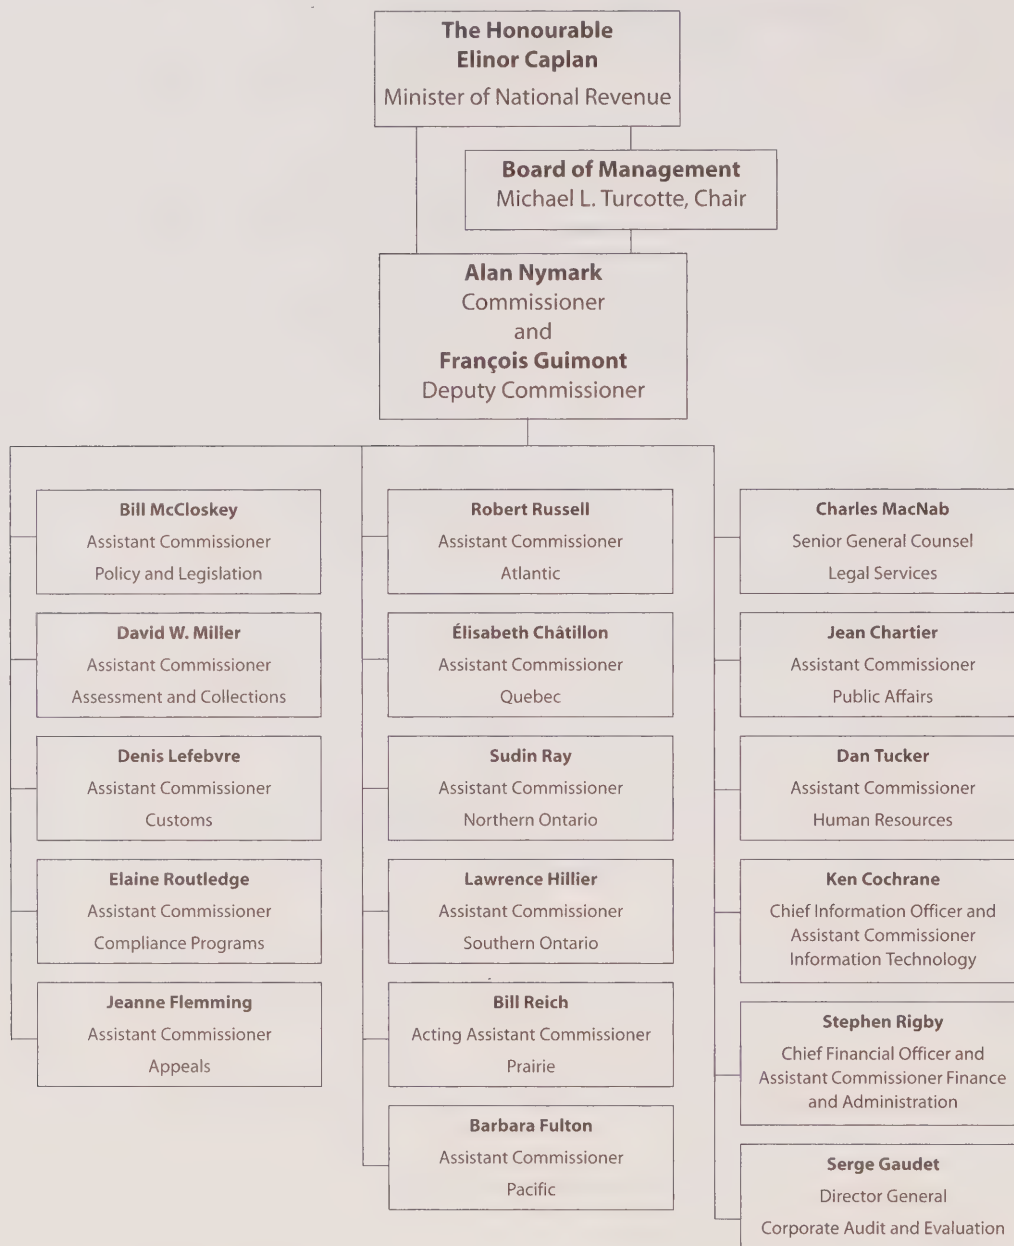 The Honourable
Elinor Caplan
Minister of National Revenue
Board of Management
Michael L. Turcotte, Chair
Alan Nymark
Commissioner
and
François Guimont
Deputy Commissioner
Bill McCloskey
Assistant Commissioner
Policy and Legislation
David W. Miller
Assistant Commissioner
Assessment and Collections
Denis Lefebvre
Assistant Commissioner
Customs
Elaine Routledge
Assistant Commissioner
Compliance Programs
Jeanne Flemming
Assistant Commissioner
Appeals
Robert Russell
Assistant Commissioner
Atlantic
Élisabeth Châtillon
Assistant Commissioner
Quebec
Sudin Ray
Assistant Commissioner
Northern Ontario
Lawrence Hillier
Assistant Commissioner
Southern Ontario
Bill Reich
Acting Assistant Commissioner
Prairie
Barbara Fulton
Assistant Commissioner
Pacific
Charles MacNab
Senior General Counsel
Legal Services
Jean Chartier
Assistant Commissioner
Public Affairs
Dan Tucker
Assistant Commissioner
Human Resources
Ken Cochrane
Chief Information Officer and
Assistant Commissioner
Information Technology
Stephen Rigby
Chief Financial Officer and
Assistant Commissioner Finance
and Administration
Serge Gaudet
Director General
Corporate Audit and Evaluation